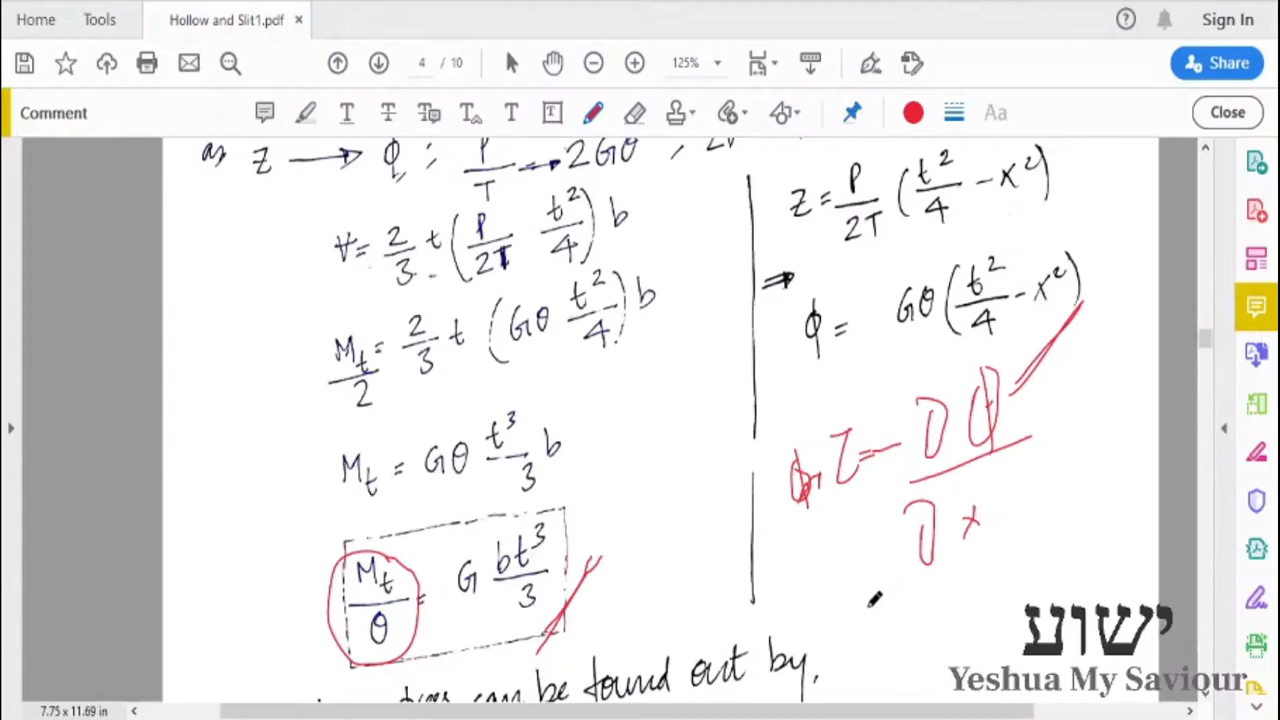 Home Tools Hollow and Slit1.pdf × Sign In
4 / 10 125% Share
Comment Aa Close
as z → ϕ ; P/T → 2Gθ , 2V
V = 2/3 t (P/2T t²/4) b
Mt/2 = 2/3 t (Gθ t²/4) b
Mt = Gθ t³/3 b
Mt/θ = G bt³/3
can be found out by,
z = P/2T (t²/4 - x²)
⇒ ϕ = Gθ (t²/4 - x²)
τ = - ∂ϕ/∂x
ישוע
Yeshua My Saviour
7.75 x 11.69 in